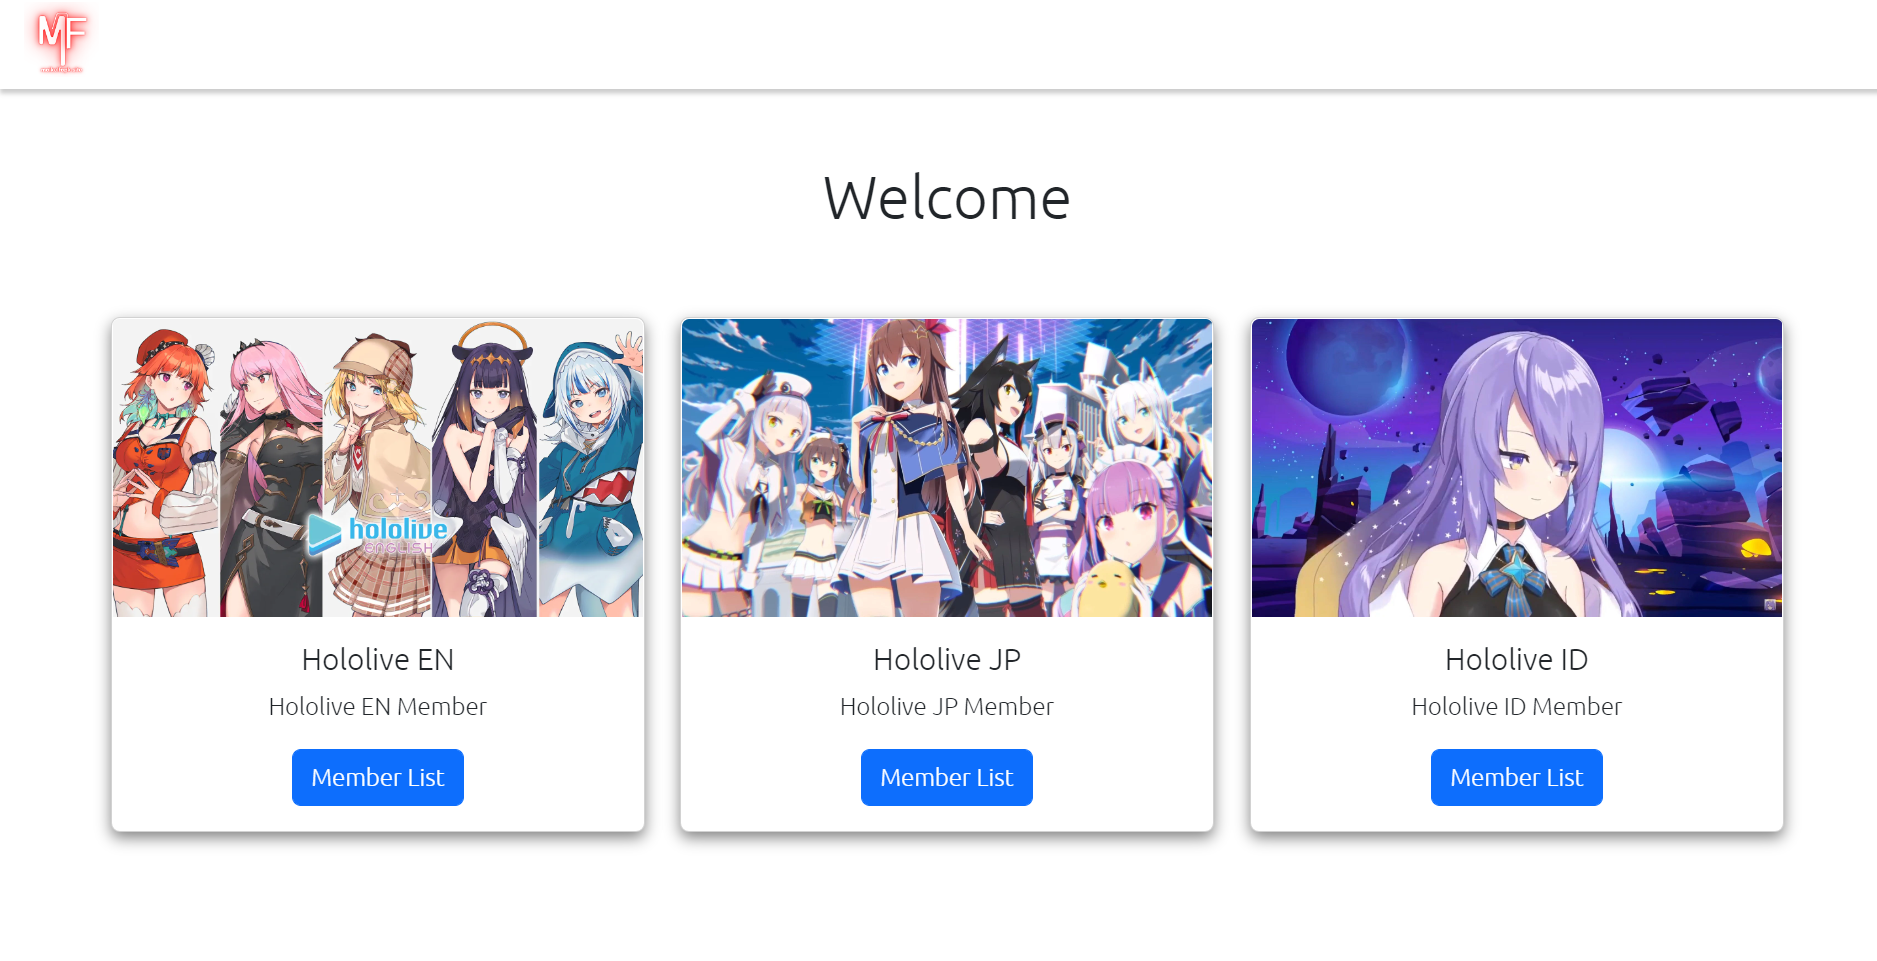 MF
Welcome
hololive
ENGLISH
Hololive EN
Hololive EN Member
Member List
Hololive JP
Hololive JP Member
Member List
Hololive ID
Hololive ID Member
Member List